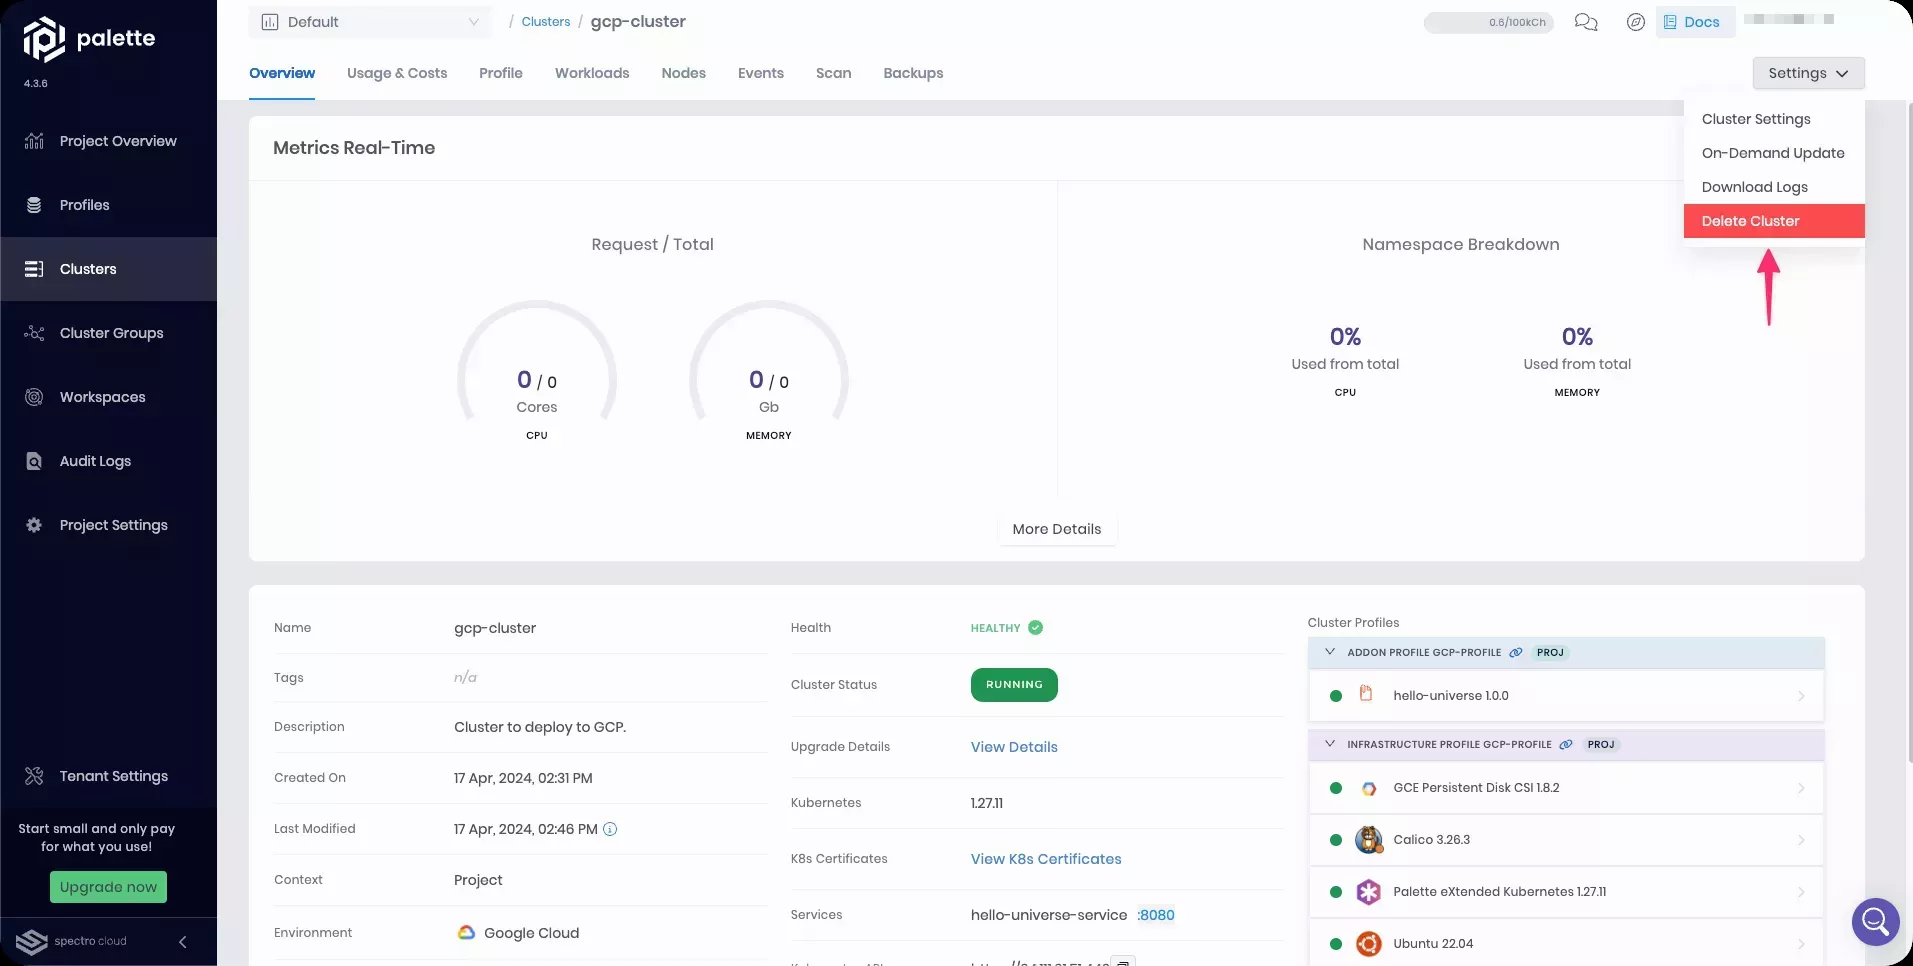 palette
4.3.6
Project Overview
Profiles
Clusters
Cluster Groups
Workspaces
Audit Logs
Project Settings
Tenant Settings
Start small and only pay
for what you use!
Upgrade now
spectro cloud
Default / Clusters / gcp-cluster
0.6/100kCh
Docs
Overview Usage & Costs Profile Workloads Nodes Events Scan Backups
Settings
Cluster Settings
On-Demand Update
Download Logs
Delete Cluster
Metrics Real-Time
Request / Total
0 / 0
Cores
CPU
0 / 0
Gb
MEMORY
Namespace Breakdown
0%
Used from total
CPU
0%
Used from total
MEMORY
More Details
Name gcp-cluster
Tags n/a
Description Cluster to deploy to GCP.
Created On 17 Apr, 2024, 02:31 PM
Last Modified 17 Apr, 2024, 02:46 PM
Context Project
Environment Google Cloud
Health HEALTHY
Cluster Status RUNNING
Upgrade Details View Details
Kubernetes 1.27.11
K8s Certificates View K8s Certificates
Services hello-universe-service :8080
Cluster Profiles
ADDON PROFILE GCP-PROFILE PROJ
hello-universe 1.0.0
INFRASTRUCTURE PROFILE GCP-PROFILE PROJ
GCE Persistent Disk CSI 1.8.2
Calico 3.26.3
Palette eXtended Kubernetes 1.27.11
Ubuntu 22.04